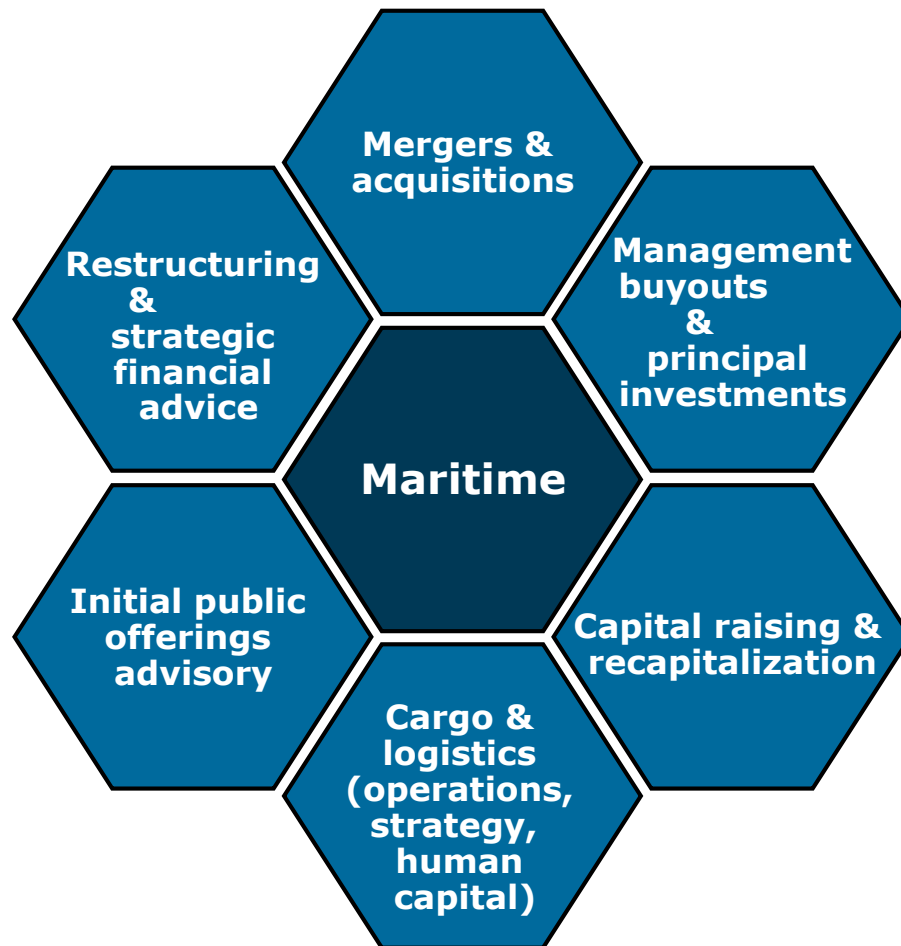 Mergers &
acquisitions
Restructuring
&
strategic
financial
advice
Management
buyouts
&
principal
investments
Maritime
Initial public
offerings
advisory
Capital raising &
recapitalization
Cargo &
logistics
(operations,
strategy,
human
capital)